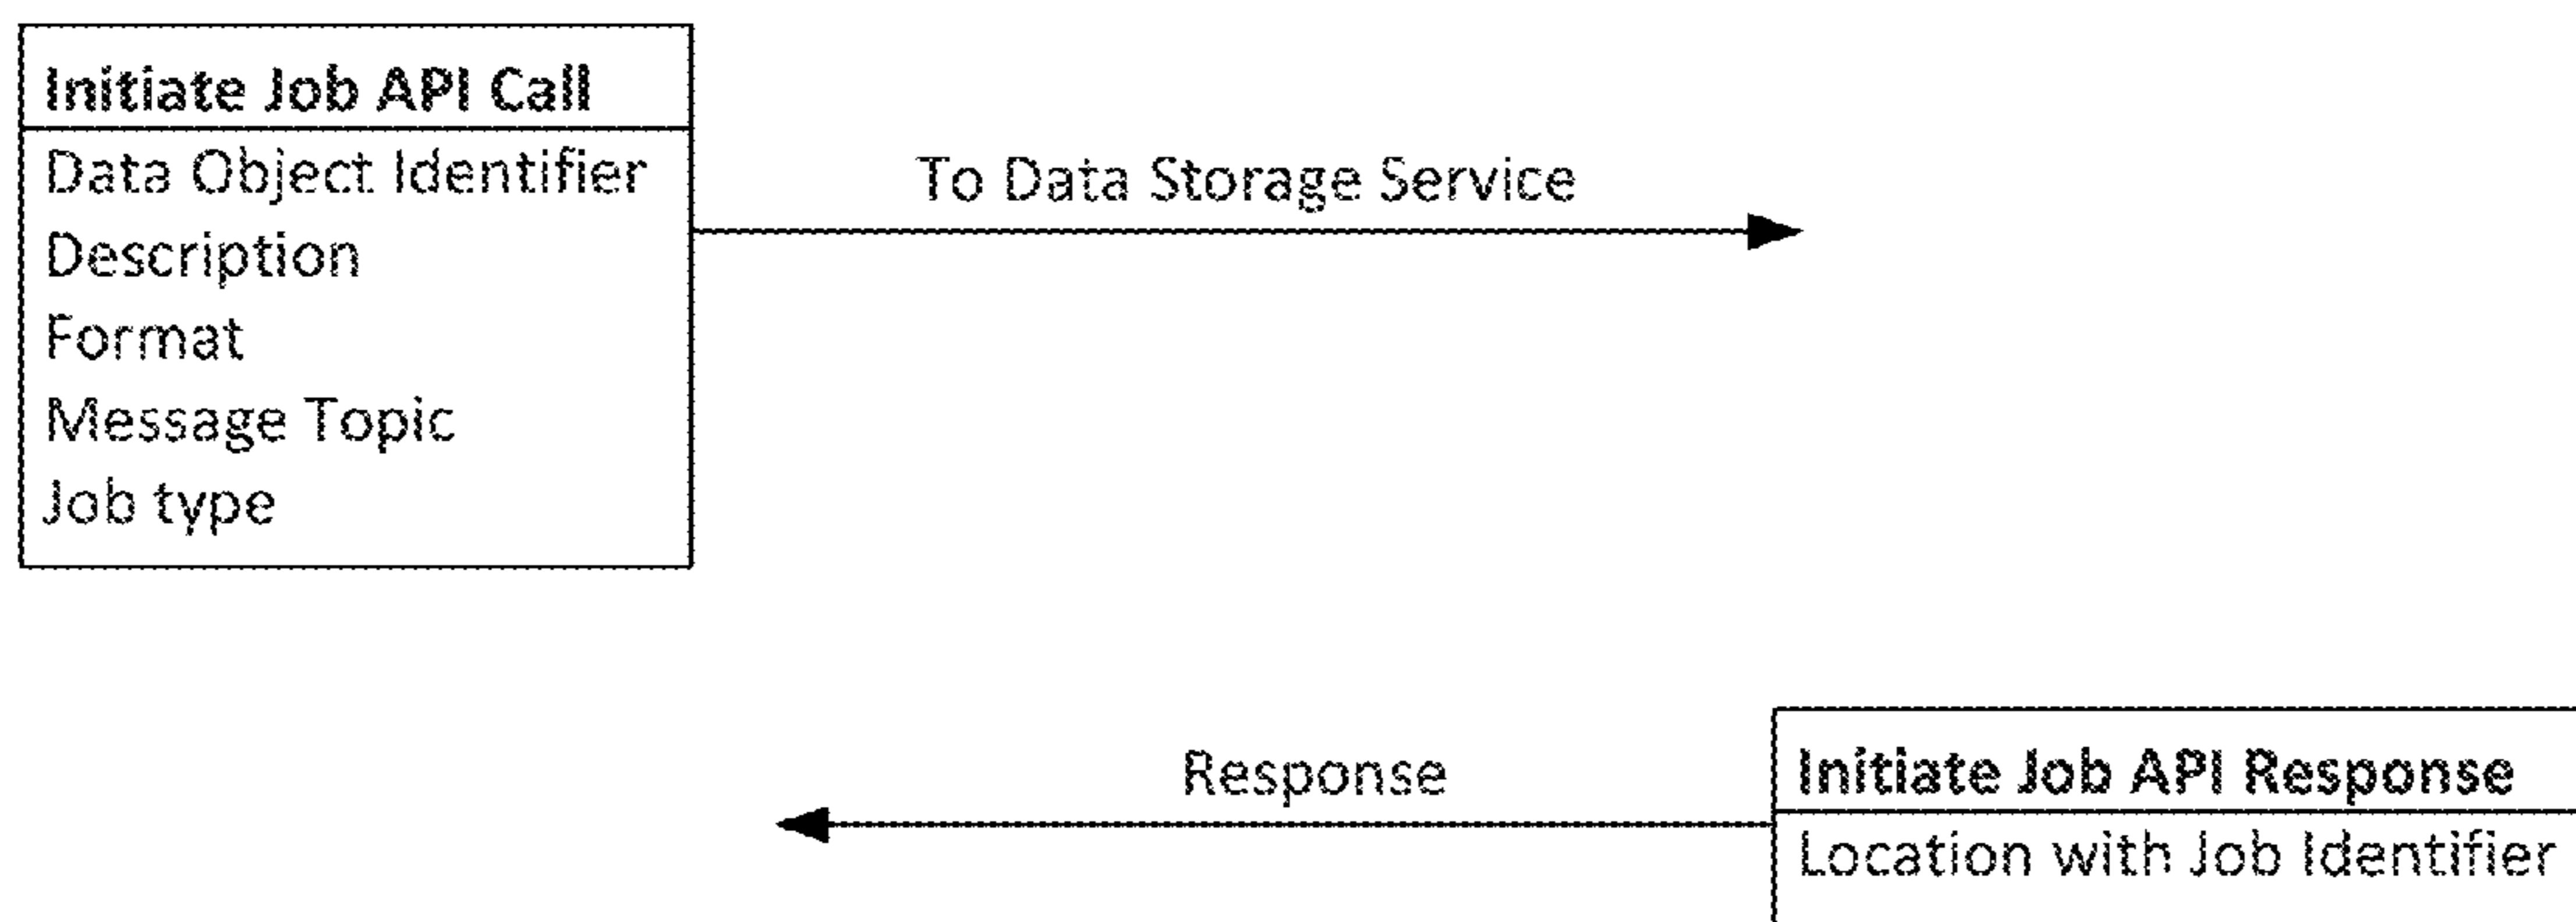 Initiate Job API Call
Data Object Identifier
Description
Format
Message Topic
Job type
To Data Storage Service
Response
Initiate Job API Response
Location with Job Identifier